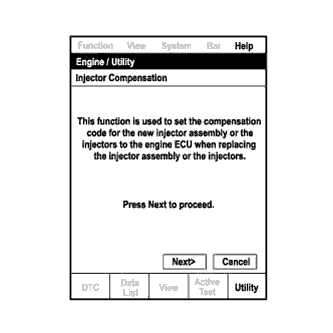 Function View System Bar Help
Engine / Utility
Injector Compensation
This function is used to set the compensation
code for the new injector assembly or the
injectors to the engine ECU when replacing
the injector assembly or the injectors.
Press Next to proceed.
Next> Cancel
DTC Data List View Active Test Utility